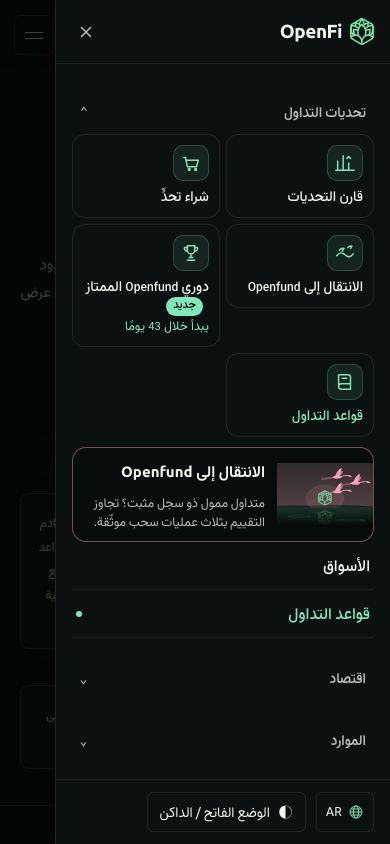 OpenFi
تحديات التداول
قارن التحديات
شراء تحدٍّ
الانتقال إلى Openfund
دوري Openfund الممتاز
جديد
يبدأ خلال 43 يومًا
قواعد التداول
الانتقال إلى Openfund
متداول ممول ذو سجل مثبت؟ تجاوز
التقييم بثلاث عمليات سحب موثّقة.
الأسواق
قواعد التداول
اقتصاد
الموارد
AR
الوضع الفاتح / الداكن
عرض